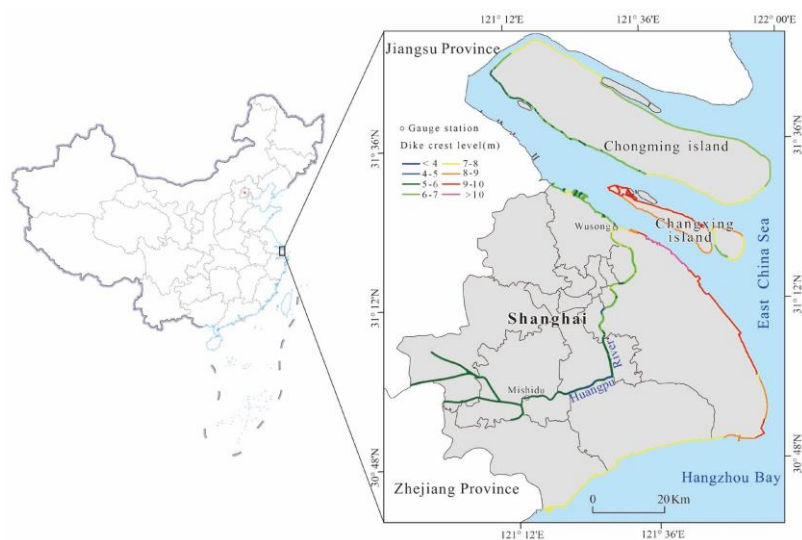 121° 12'E
121° 36'E
122° 00'E
Jiangsu Province
31° 36'N
31° 36'N
Gauge station
Dike crest level(m)
< 4
7-8
4-5
8-9
5-6
9-10
6-7
>10
Chongming island
Wusong
Changxing
island
East China Sea
31° 12'N
31° 12'N
Shanghai
Huangpu River
Mishidu
30° 48'N
30° 48'N
Zhejiang Province
Hangzhou Bay
0
20Km
121° 12'E
121° 36'E